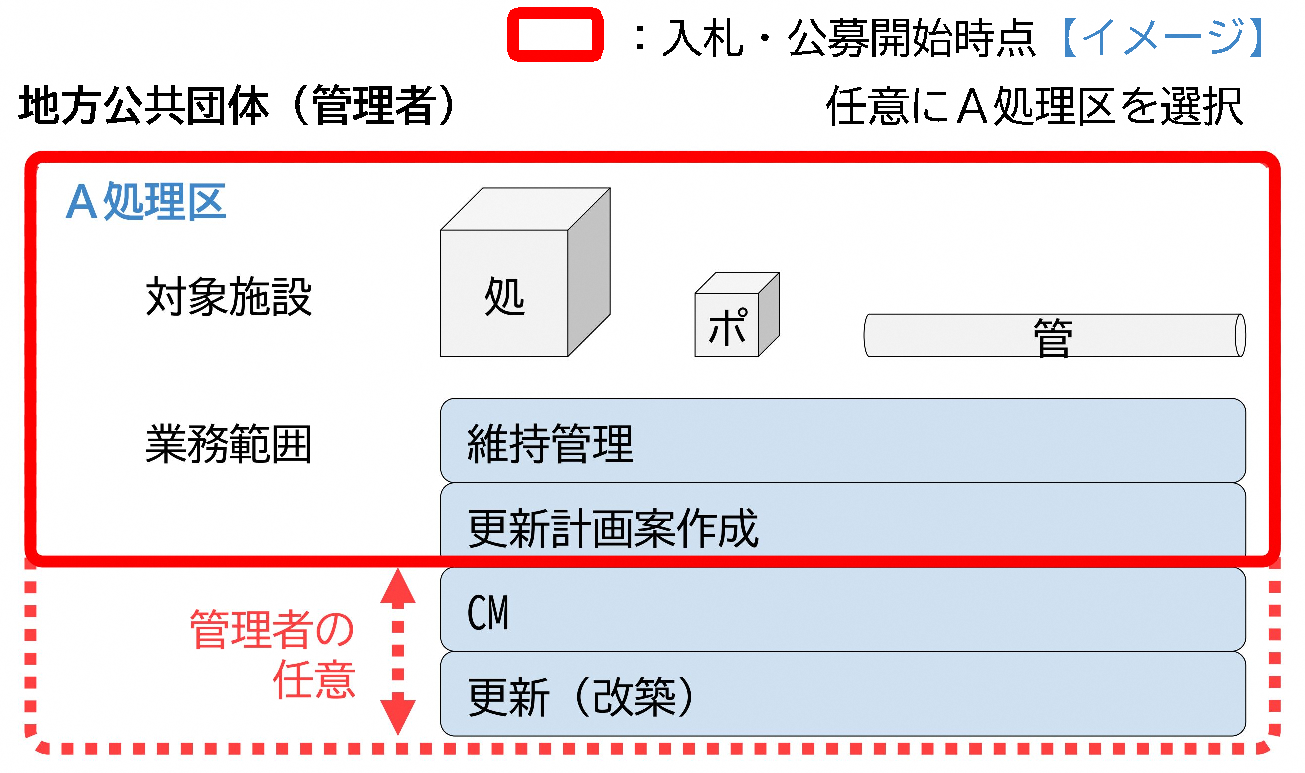 ：入札・公募開始時点【イメージ】
地方公共団体（管理者）
任意にＡ処理区を選択
Ａ処理区
対象施設
処
ポ
管
業務範囲
維持管理
更新計画案作成
CM
管理者の
任意
更新（改築）